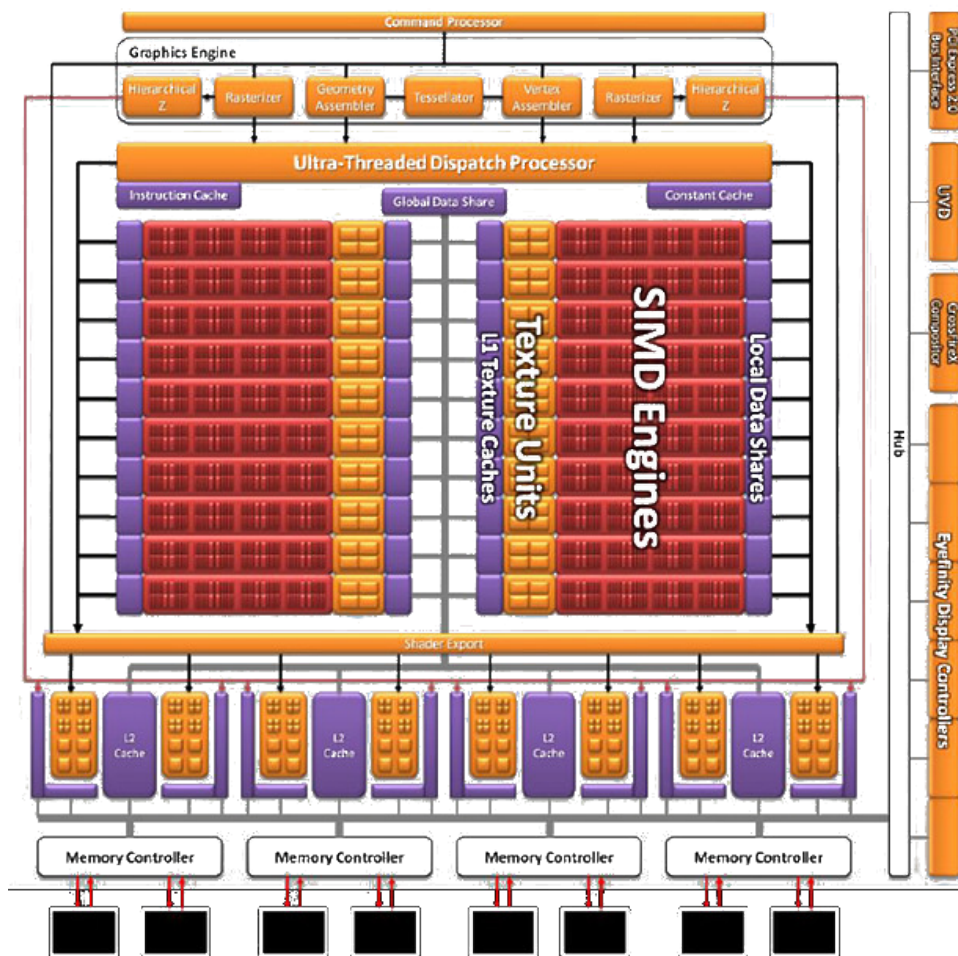 Command Processor
Graphics Engine
Hierarchical
Z
Rasterizer
Geometry
Assembler
Tessellator
Vertex
Assembler
Rasterizer
Hierarchical
Z
Ultra-Threaded Dispatch Processor
Instruction Cache
Global Data Share
Constant Cache
L1 Texture Caches
Texture Units
SIMD Engines
Local Data Shares
Shader Export
L2
Cache
L2
Cache
L2
Cache
L2
Cache
Memory Controller
Memory Controller
Memory Controller
Memory Controller
Hub
PCI Express 2.0
Bus Interface
UVD
CrossFireX
Compositor
Eyefinity Display Controllers